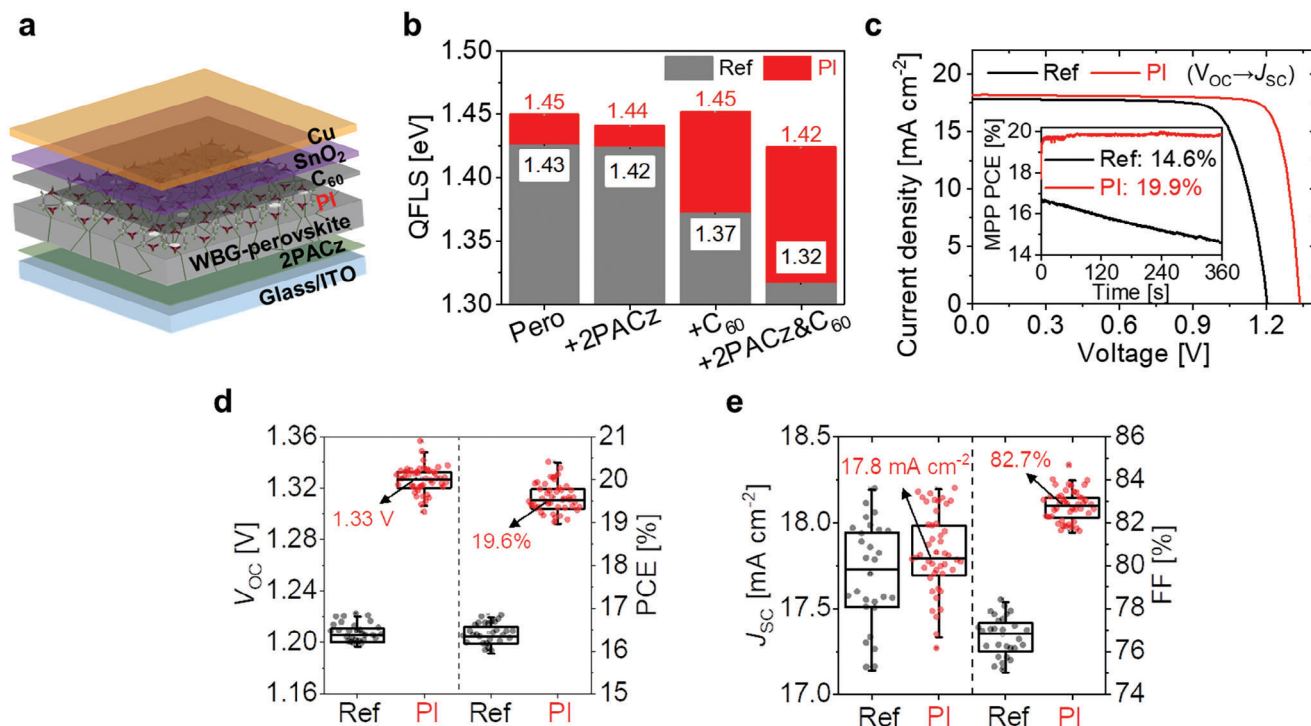 a
Cu
SnO₂
C₆₀
PI
WBG-perovskite
2PACz
Glass/ITO
b
QFLS [eV]
1.50
1.45
1.40
1.35
1.30
Ref
PI
1.45
1.44
1.45
1.42
1.43
1.42
1.37
1.32
Pero
+2PACz
+C₆₀
+2PACz&C₆₀
c
Current density [mA cm⁻²]
20
15
10
5
0
Ref PI (V_OC→J_SC)
MPP PCE [%]
20
18
16
14
Ref: 14.6%
PI: 19.9%
0 120 240 360
Time [s]
0.0 0.3 0.6 0.9 1.2
Voltage [V]
d
V_OC [V]
1.36
1.32
1.28
1.24
1.20
1.16
1.33 V
19.6%
21
20
19
18
17
16
15
PCE [%]
Ref PI Ref PI
e
J_SC [mA cm⁻²]
18.5
18.0
17.5
17.0
17.8 mA cm⁻²
82.7%
86
84
82
80
78
76
74
FF [%]
Ref PI Ref PI